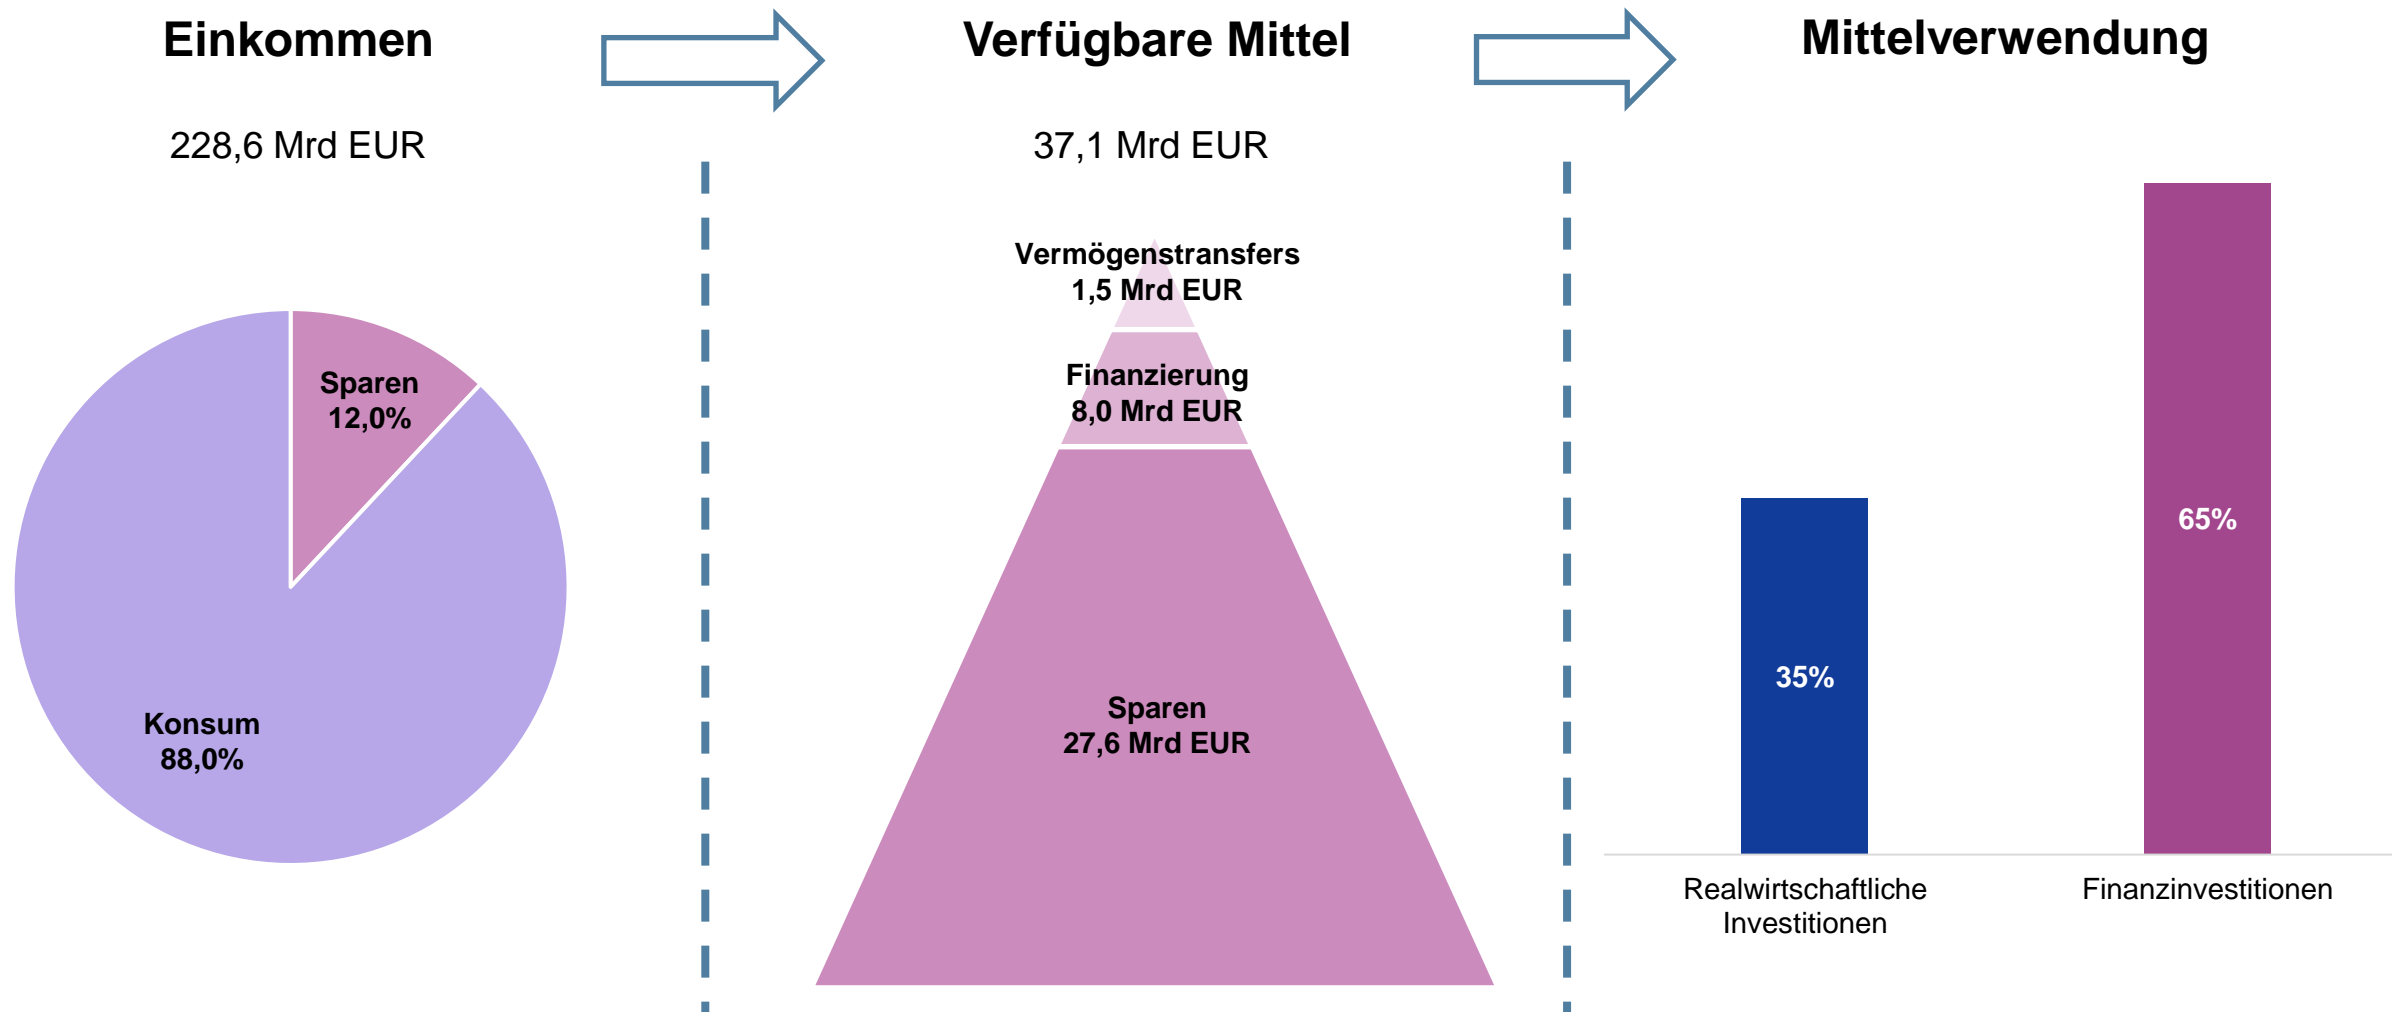 Einkommen
228,6 Mrd EUR
Sparen
12,0%
Konsum
88,0%
Verfügbare Mittel
37,1 Mrd EUR
Vermögenstransfers
1,5 Mrd EUR
Finanzierung
8,0 Mrd EUR
Sparen
27,6 Mrd EUR
Mittelverwendung
65%
35%
Realwirtschaftliche
Investitionen
Finanzinvestitionen